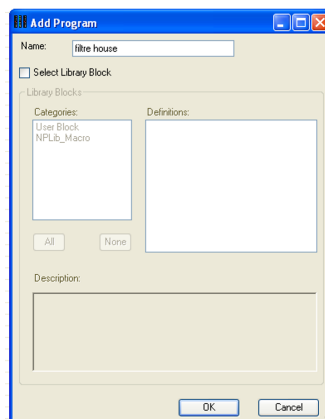 Add Program
Name: filtre house
Select Library Block
Library Blocks
Categories: Definitions:
User Block
NPLib_Macro
All None
Description:
OK Cancel